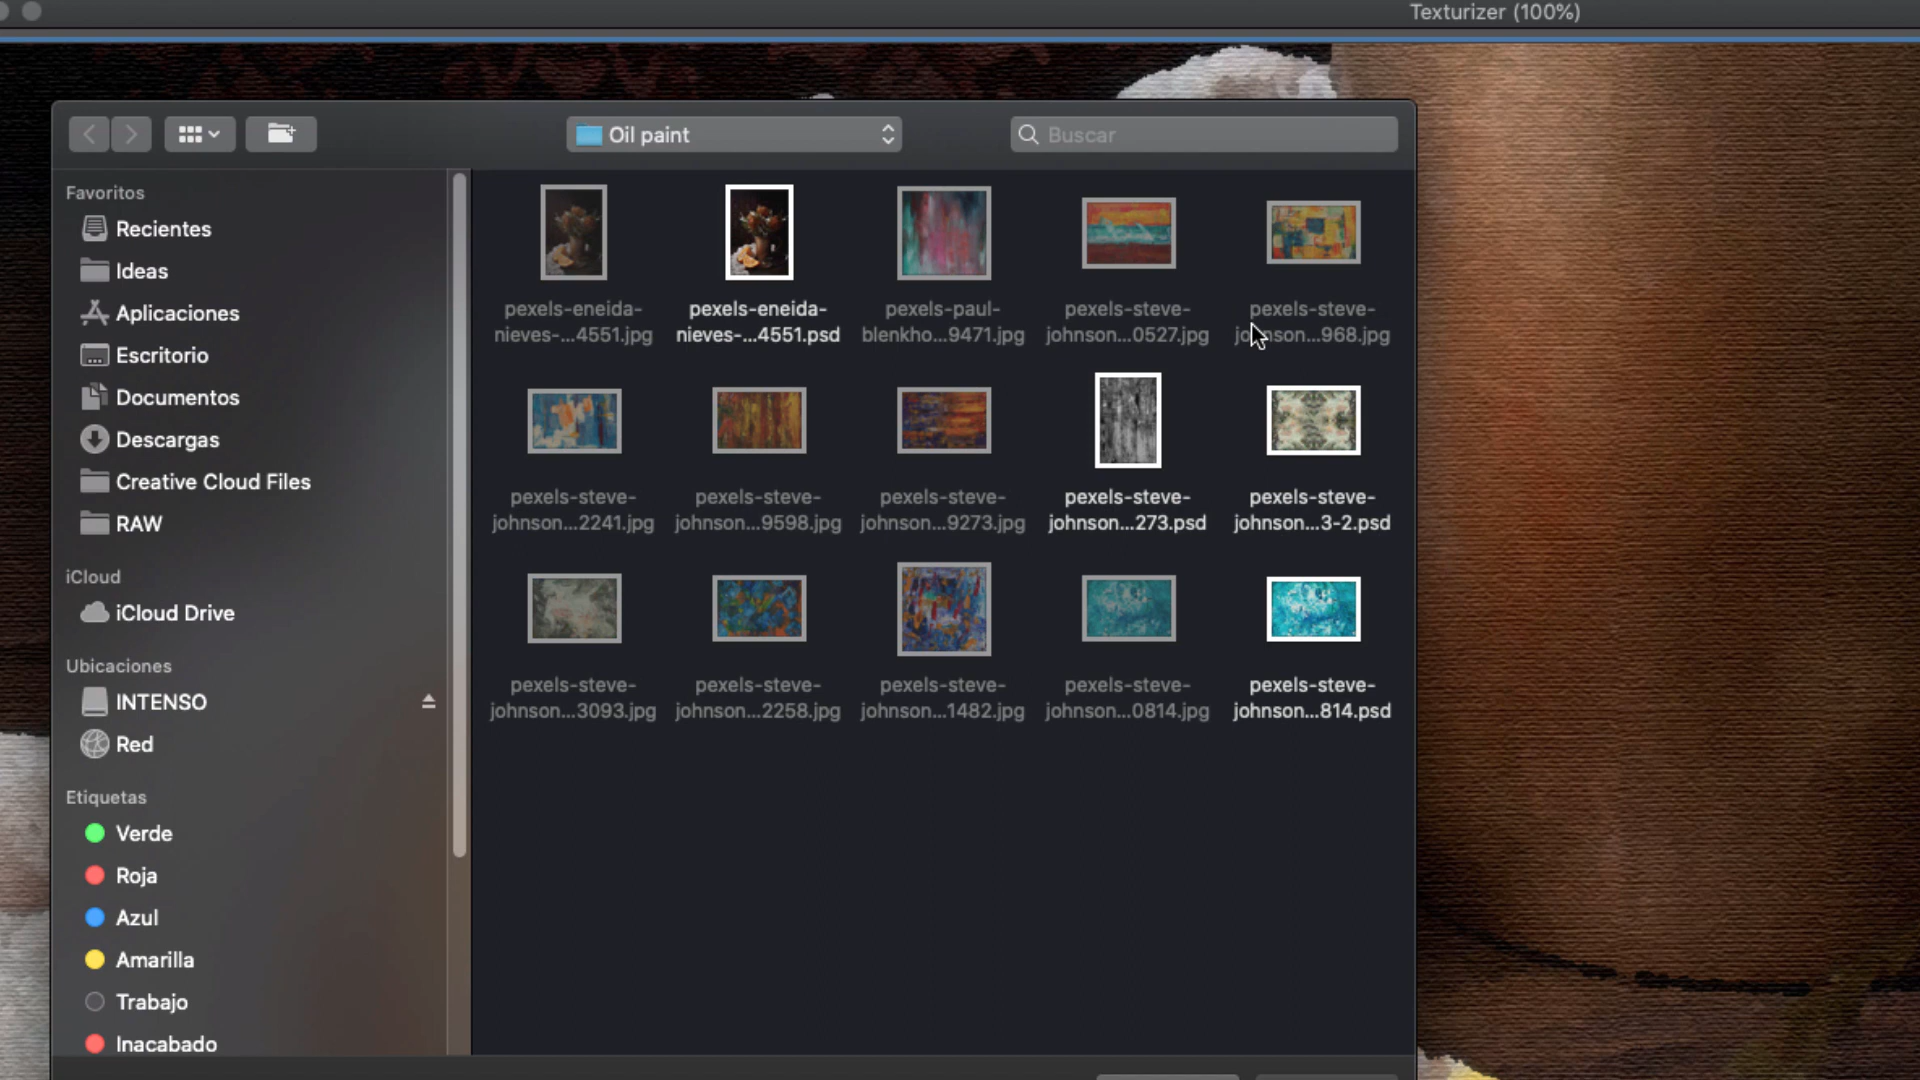 Texturizer (100%)
Oil paint
Buscar
Favoritos
Recientes
Ideas
Aplicaciones
Escritorio
Documentos
Descargas
Creative Cloud Files
RAW
iCloud
iCloud Drive
Ubicaciones
INTENSO
Red
Etiquetas
Verde
Roja
Azul
Amarilla
Trabajo
Inacabado
pexels-eneida-
nieves-...4551.jpg
pexels-eneida-
nieves-...4551.psd
pexels-paul-
blenkho...9471.jpg
pexels-steve-
johnson...0527.jpg
pexels-steve-
johnson...968.jpg
pexels-steve-
johnson...2241.jpg
pexels-steve-
johnson...9598.jpg
pexels-steve-
johnson...9273.jpg
pexels-steve-
johnson...273.psd
pexels-steve-
johnson...3-2.psd
pexels-steve-
johnson...3093.jpg
pexels-steve-
johnson...2258.jpg
pexels-steve-
johnson...1482.jpg
pexels-steve-
johnson...0814.jpg
pexels-steve-
johnson...814.psd